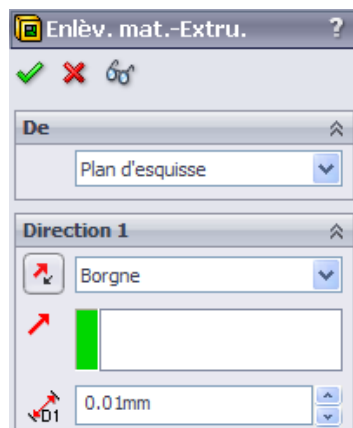 Enlèv. mat.-Extru. ?
De
Plan d'esquisse
Direction 1
Borgne
D1 0.01mm